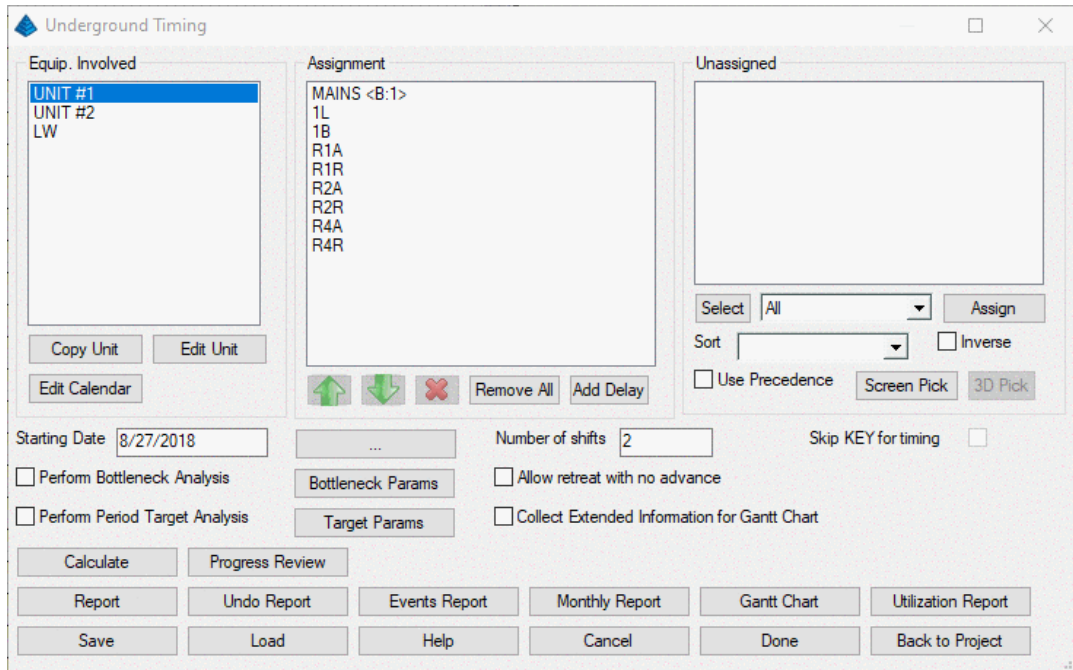 Underground Timing
Equip. Involved
UNIT #1
UNIT #2
LW
Copy Unit
Edit Unit
Edit Calendar
Assignment
MAINS <B:1>
1L
1B
R1A
R1R
R2A
R2R
R4A
R4R
Remove All
Add Delay
Unassigned
Select
All
Assign
Sort
Inverse
Use Precedence
Screen Pick
3D Pick
Starting Date
8/27/2018
...
Number of shifts
2
Skip KEY for timing
Perform Bottleneck Analysis
Bottleneck Params
Allow retreat with no advance
Perform Period Target Analysis
Target Params
Collect Extended Information for Gantt Chart
Calculate
Progress Review
Report
Undo Report
Events Report
Monthly Report
Gantt Chart
Utilization Report
Save
Load
Help
Cancel
Done
Back to Project